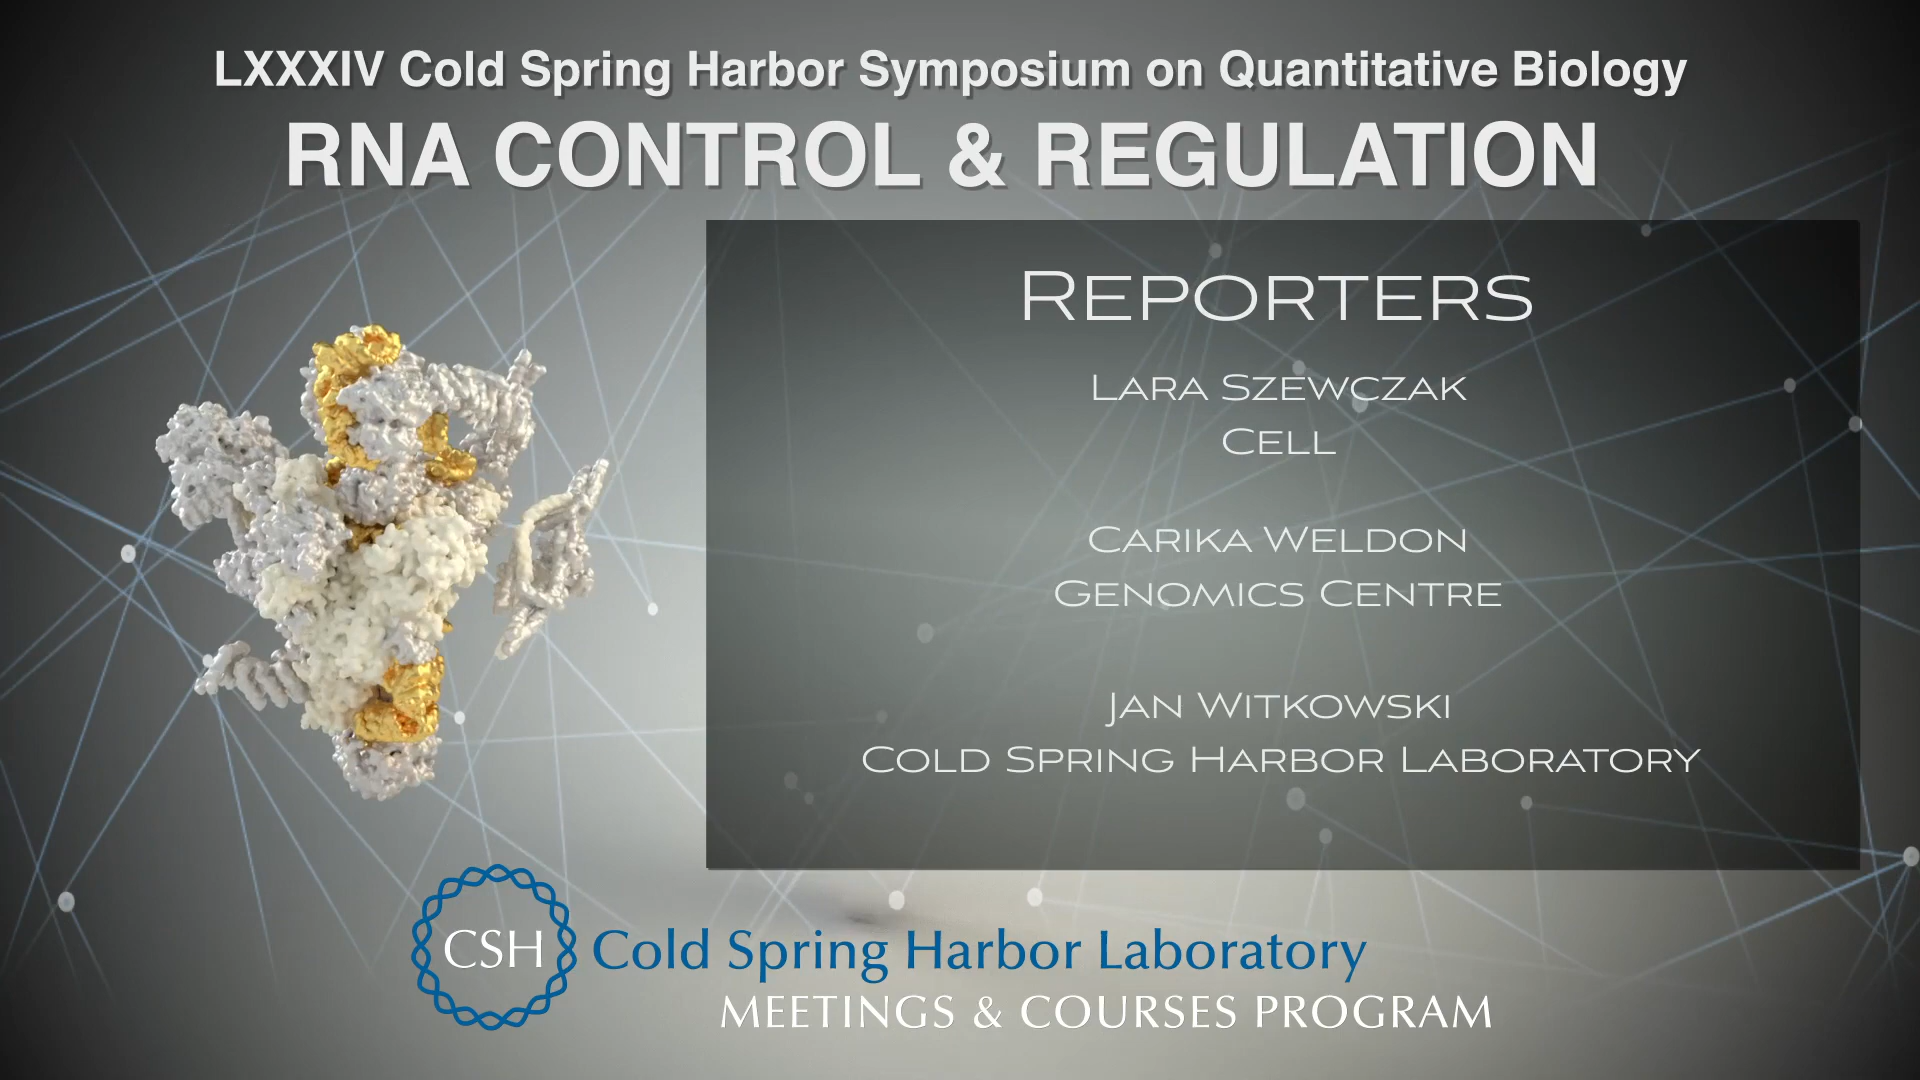 LXXXIV Cold Spring Harbor Symposium on Quantitative Biology
RNA CONTROL & REGULATION
REPORTERS
LARA SZEWCZAK
CELL
CARIKA WELDON
GENOMICS CENTRE
JAN WITKOWSKI
COLD SPRING HARBOR LABORATORY
CSH Cold Spring Harbor Laboratory
MEETINGS & COURSES PROGRAM